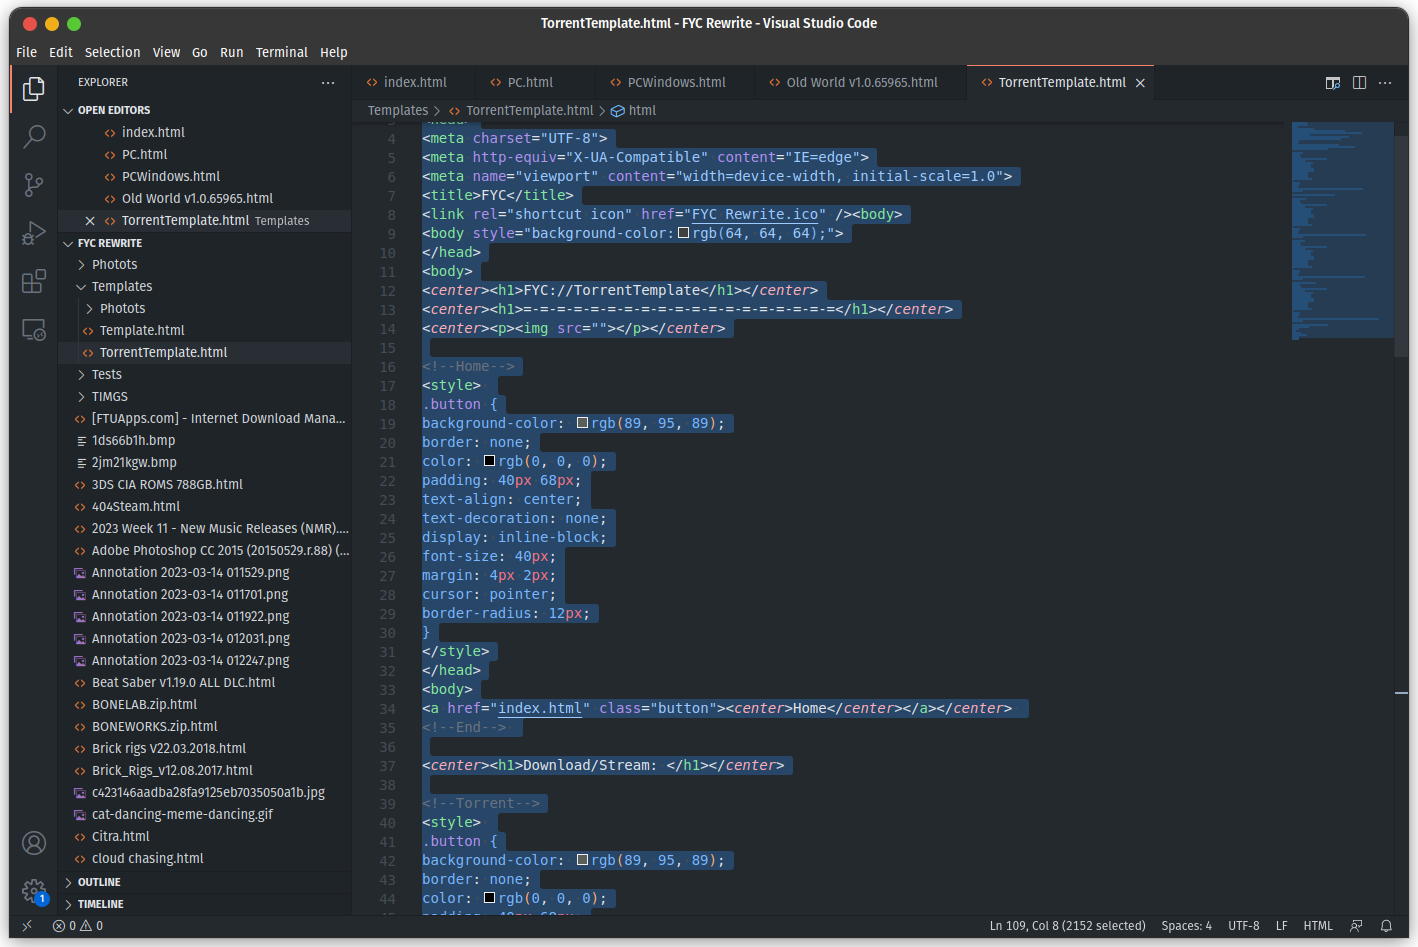 TorrentTemplate.html - FYC Rewrite - Visual Studio Code
File Edit Selection View Go Run Terminal Help
EXPLORER
OPEN EDITORS
index.html
PC.html
PCWindows.html
Old World v1.0.65965.html
TorrentTemplate.html Templates
FYC REWRITE
Photots
Templates
Photots
Template.html
TorrentTemplate.html
Tests
TIMGS
[FTUApps.com] - Internet Download Mana...
1ds66b1h.bmp
2jm21kgw.bmp
3DS CIA ROMS 788GB.html
404Steam.html
2023 Week 11 - New Music Releases (NMR)....
Adobe Photoshop CC 2015 (20150529.r.88) (...
Annotation 2023-03-14 011529.png
Annotation 2023-03-14 011701.png
Annotation 2023-03-14 011922.png
Annotation 2023-03-14 012031.png
Annotation 2023-03-14 012247.png
Beat Saber v1.19.0 ALL DLC.html
BONELAB.zip.html
BONEWORKS.zip.html
Brick rigs V22.03.2018.html
Brick_Rigs_v12.08.2017.html
c423146aadba28fa9125eb7035050a1b.jpg
cat-dancing-meme-dancing.gif
Citra.html
cloud chasing.html
OUTLINE
TIMELINE
1
index.html PC.html PCWindows.html Old World v1.0.65965.html TorrentTemplate.html
Templates > TorrentTemplate.html > html
3 <head>
4 <meta charset="UTF-8">
5 <meta http-equiv="X-UA-Compatible" content="IE=edge">
6 <meta name="viewport" content="width=device-width, initial-scale=1.0">
7 <title>FYC</title>
8 <link rel="shortcut icon" href="FYC Rewrite.ico" /><body>
9 <body style="background-color:rgb(64, 64, 64);">
10 </head>
11 <body>
12 <center><h1>FYC://TorrentTemplate</h1></center>
13 <center><h1>=-=-=-=-=-=-=-=-=-=-=-=-=-=-=-=-=-=-=</h1></center>
14 <center><p><img src=""></p></center>
15
16 <!--Home-->
17 <style>
18 .button {
19 background-color: rgb(89, 95, 89);
20 border: none;
21 color: rgb(0, 0, 0);
22 padding: 40px 68px;
23 text-align: center;
24 text-decoration: none;
25 display: inline-block;
26 font-size: 40px;
27 margin: 4px 2px;
28 cursor: pointer;
29 border-radius: 12px;
30 }
31 </style>
32 </head>
33 <body>
34 <a href="index.html" class="button"><center>Home</center></a></center>
35 <!--End-->
36
37 <center><h1>Download/Stream: </h1></center>
38
39 <!--Torrent-->
40 <style>
41 .button {
42 background-color: rgb(89, 95, 89);
43 border: none;
44 color: rgb(0, 0, 0);
45 padding: 40px 68px
0 0 Ln 109, Col 8 (2152 selected) Spaces: 4 UTF-8 LF HTML